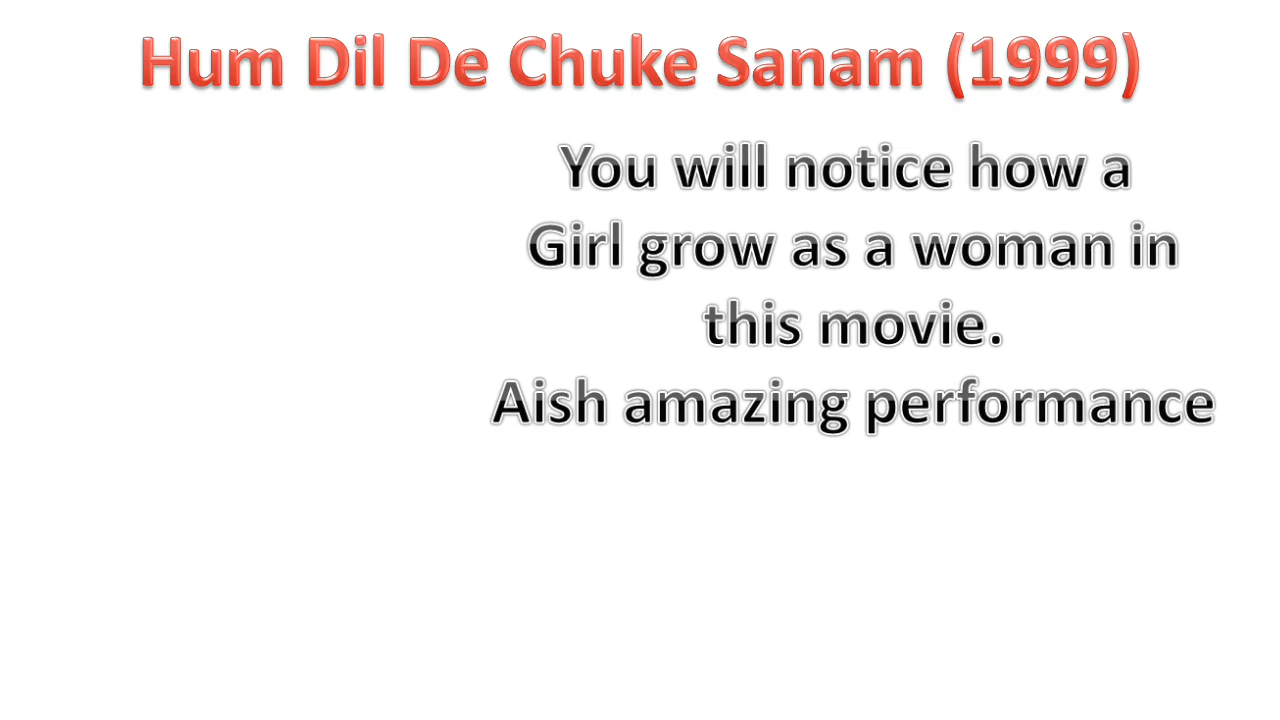 Hum Dil De Chuke Sanam (1999)
You will notice how a
Girl grow as a woman in
this movie.
Aish amazing performance